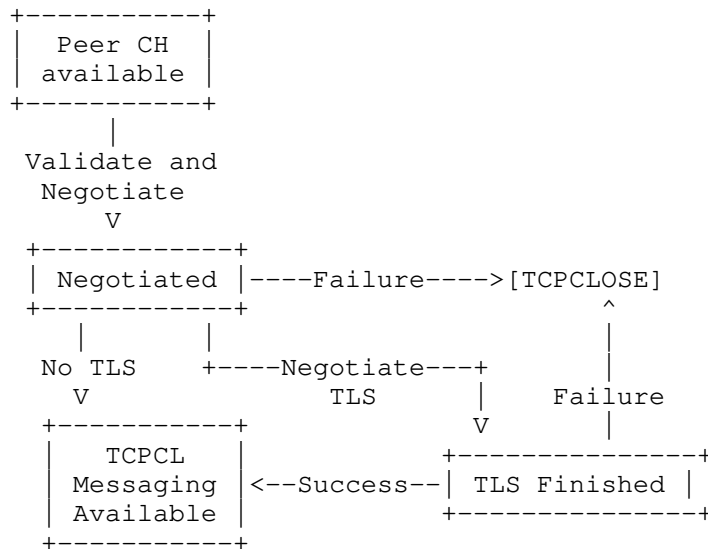 +-----------+
|  Peer CH  |
| available |
+-----------+
      |
 Validate and
  Negotiate
      V
 +------------+
 | Negotiated |----Failure---->[TCPCLOSE]
 +------------+                     ^
    |       |                       |
  No TLS    +----Negotiate---+      |
    V            TLS         |   Failure
  +-----------+              V      |
  |   TCPCL   |            +---------------+
  | Messaging |<--Success--| TLS Finished  |
  | Available |            +---------------+
  +-----------+